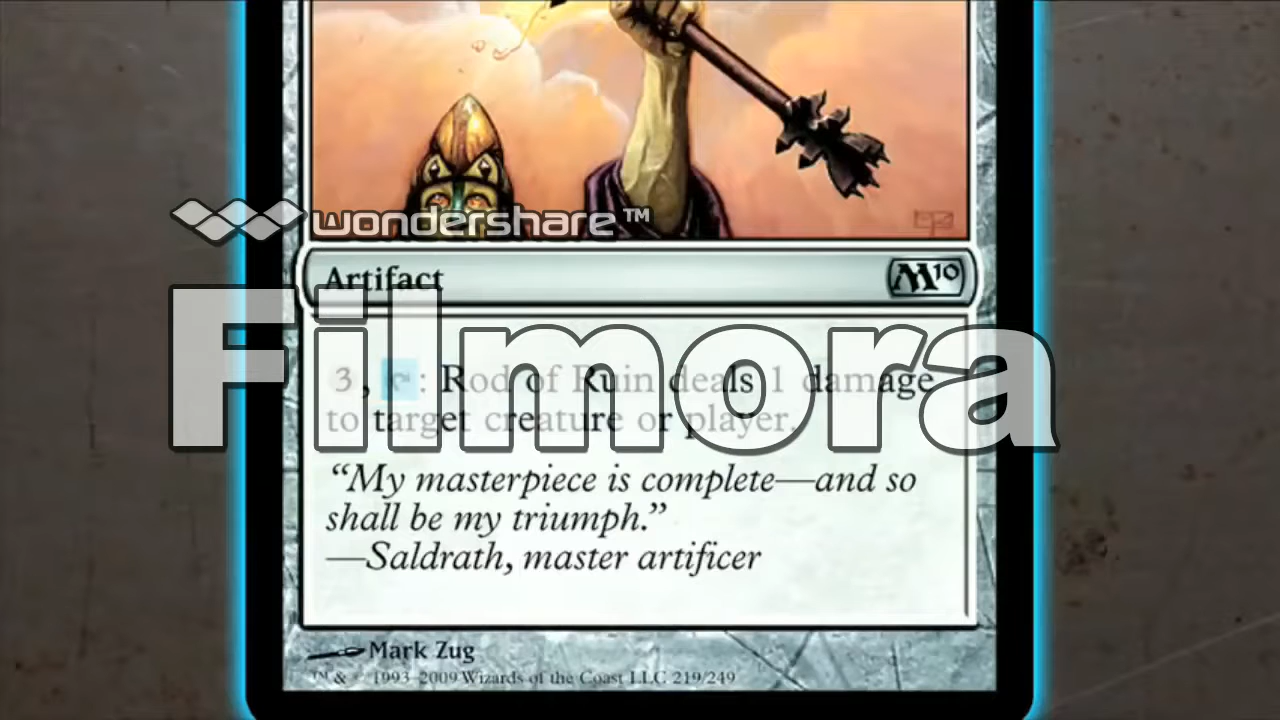 wondershare™
Artifact
M10
Filmora
3, : Rod of Ruin deals 1 damage
to target creature or player.
“My masterpiece is complete—and so
shall be my triumph.”
—Saldrath, master artificer
Mark Zug
™ & © 1993–2009 Wizards of the Coast LLC 219/249